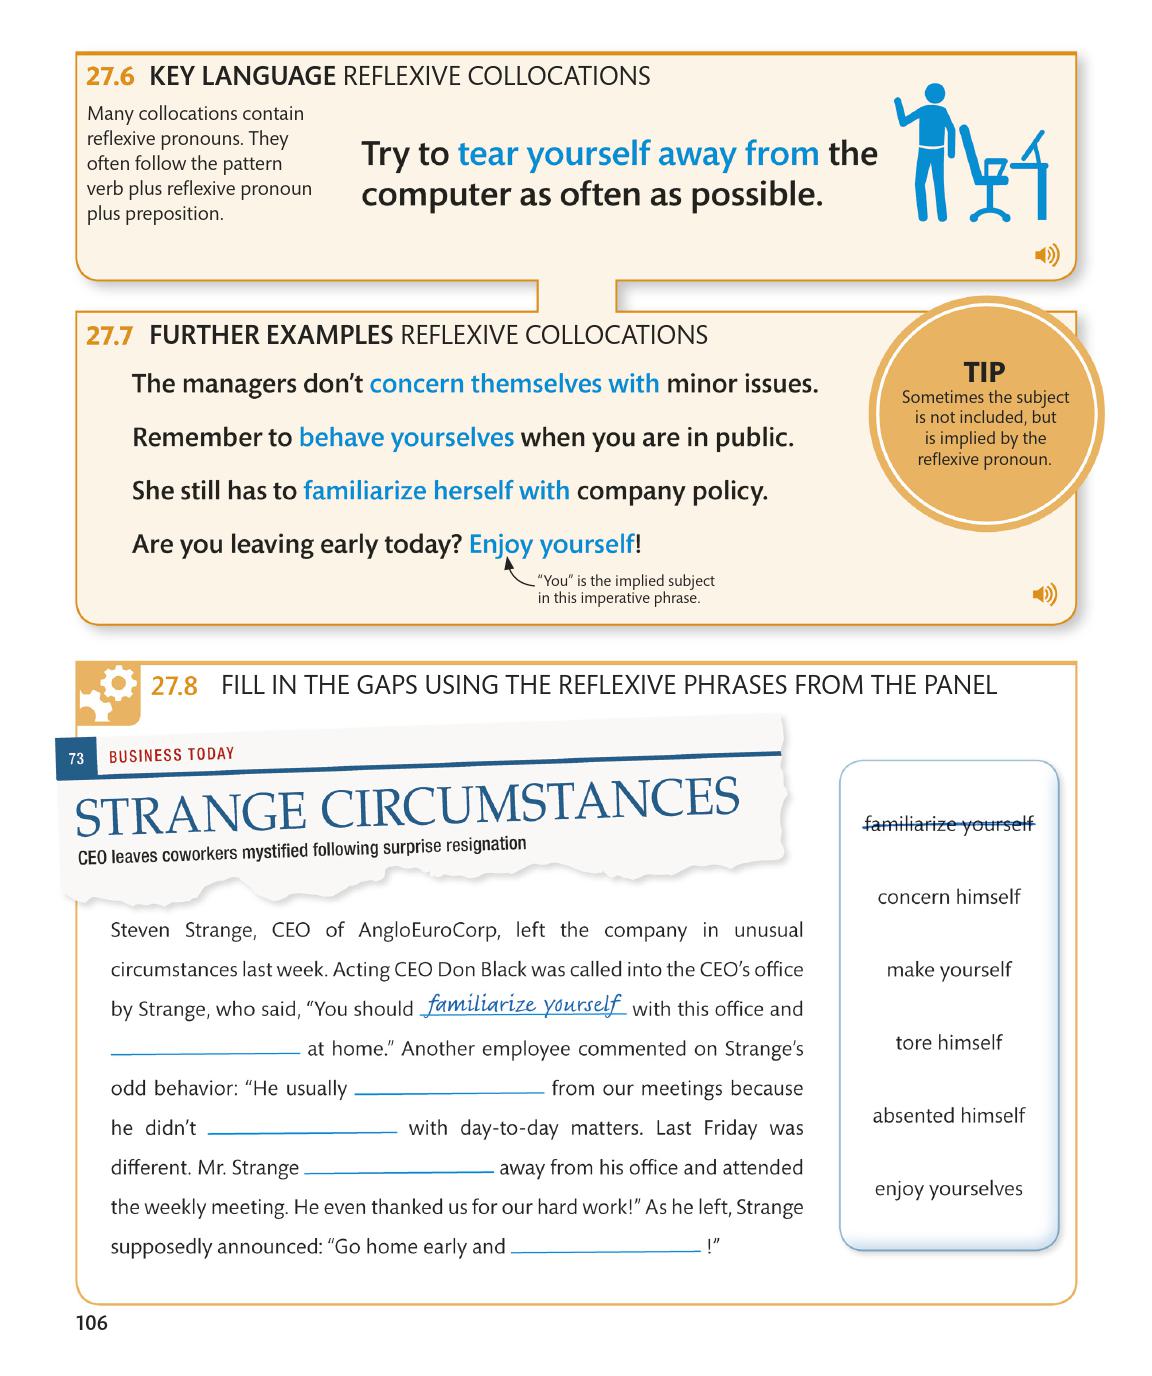 27.6 KEY LANGUAGE REFLEXIVE COLLOCATIONS
Many collocations contain
reflexive pronouns. They
often follow the pattern
verb plus reflexive pronoun
plus preposition.
Try to tear yourself away from the
computer as often as possible.
27.7 FURTHER EXAMPLES REFLEXIVE COLLOCATIONS
The managers don't concern themselves with minor issues.
Remember to behave yourselves when you are in public.
She still has to familiarize herself with company policy.
Are you leaving early today? Enjoy yourself!
"You" is the implied subject
in this imperative phrase.
TIP
Sometimes the subject
is not included, but
is implied by the
reflexive pronoun.
27.8 FILL IN THE GAPS USING THE REFLEXIVE PHRASES FROM THE PANEL
73 BUSINESS TODAY
STRANGE CIRCUMSTANCES
CEO leaves coworkers mystified following surprise resignation
Steven Strange, CEO of AngloEuroCorp, left the company in unusual
circumstances last week. Acting CEO Don Black was called into the CEO's office
by Strange, who said, "You should familiarize yourself with this office and
at home." Another employee commented on Strange's
odd behavior: "He usually from our meetings because
he didn't with day-to-day matters. Last Friday was
different. Mr. Strange away from his office and attended
the weekly meeting. He even thanked us for our hard work!" As he left, Strange
supposedly announced: "Go home early and !"
familiarize yourself
concern himself
make yourself
tore himself
absented himself
enjoy yourselves
106